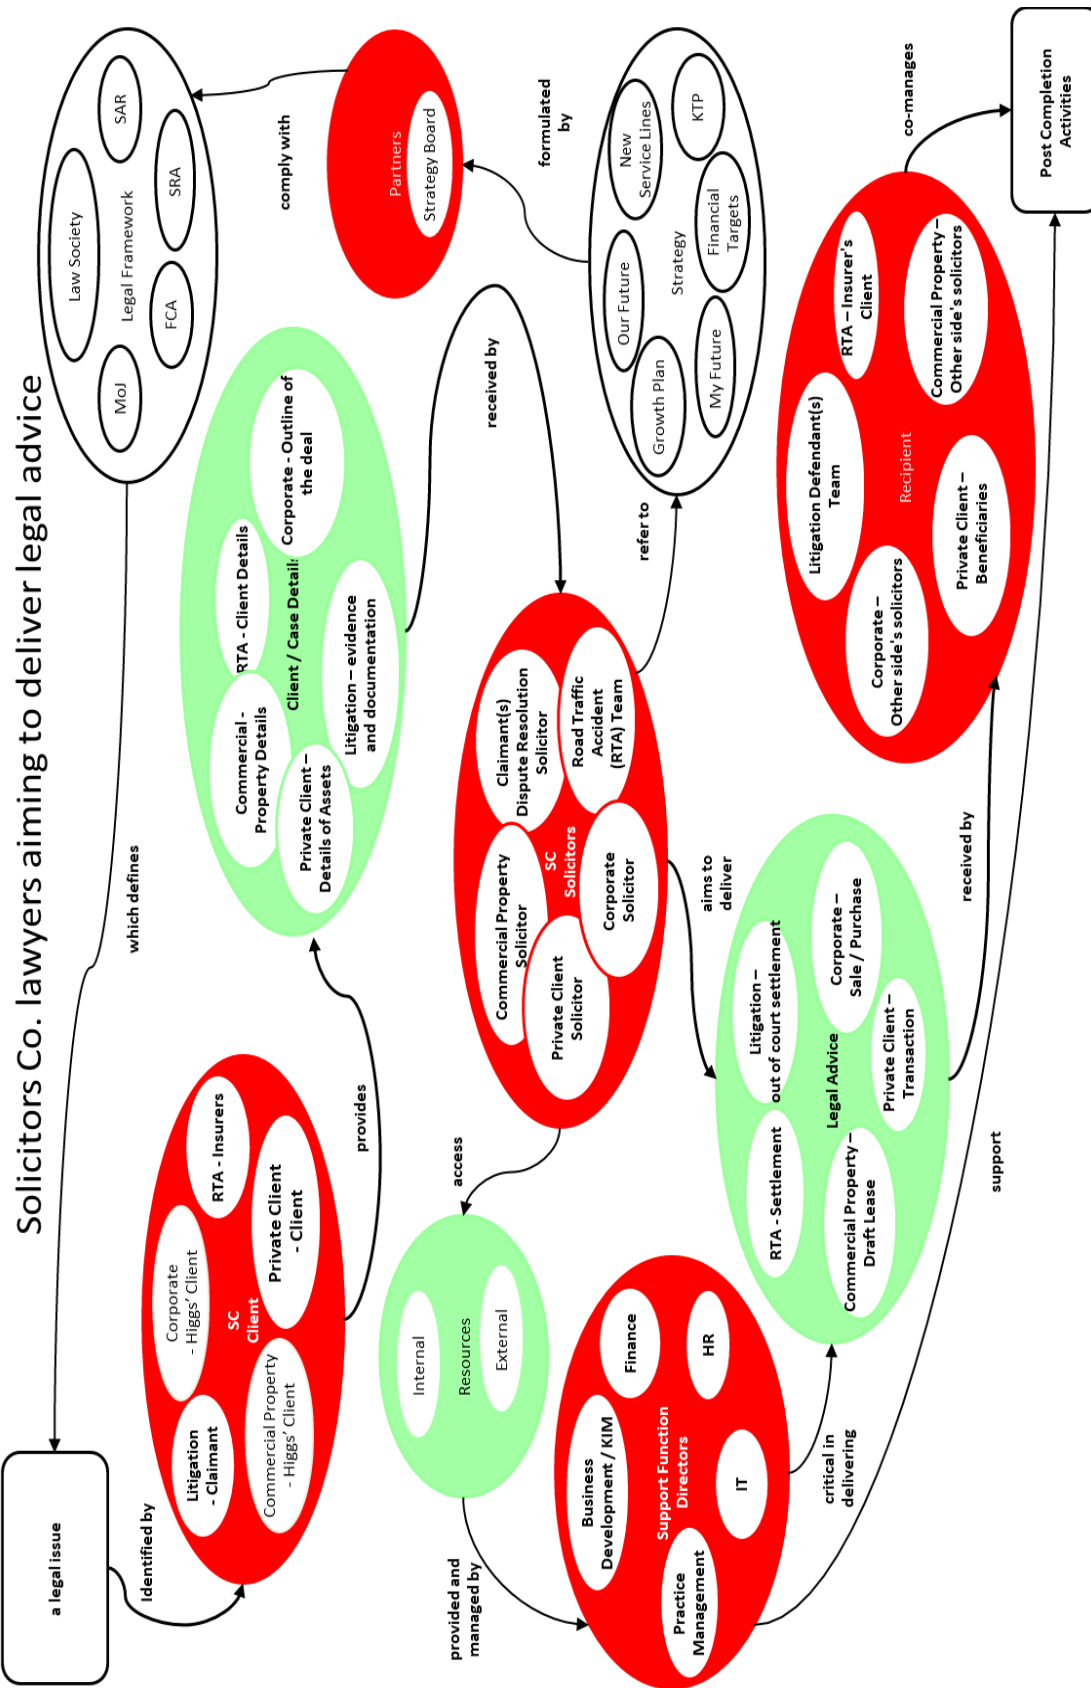 Solicitors Co. lawyers aiming to deliver legal advice
a legal issue
Identified by
which defines
Law Society
MoJ
Legal Framework
SAR
FCA
SRA
comply with
Partners
Strategy Board
Litigation
- Claimant
Corporate
- Higgs' Client
RTA - Insurers
SC
Client
Commercial Property
- Higgs' Client
Private Client
- Client
provides
Commercial -
Property Details
RTA - Client Details
Corporate - Outline of
the deal
Client / Case Details
Private Client –
Details of Assets
Litigation – evidence
and documentation
received by
formulated
by
Internal
Resources
External
access
Commercial Property
Solicitor
Claimant(s)
Dispute Resolution
Solicitor
SC
Solicitors
Private Client
Solicitor
Corporate
Solicitor
Road Traffic
Accident
(RTA) Team
refer to
Our Future
New
Service Lines
Growth Plan
Strategy
KTP
My Future
Financial
Targets
provided and
managed by
Business
Development / KIM
Finance
Support Function
Directors
Practice
Management
IT
HR
critical in
delivering
aims to
deliver
RTA - Settlement
Litigation –
out of court settlement
Legal Advice
Commercial Property –
Draft Lease
Corporate –
Sale / Purchase
Private Client –
Transaction
received by
Litigation Defendant(s)
Team
RTA – Insurer's
Client
Corporate –
Other side's solicitors
Recipient
Commercial Property –
Other side's solicitors
Private Client –
Beneficiaries
co-manages
support
Post Completion
Activities